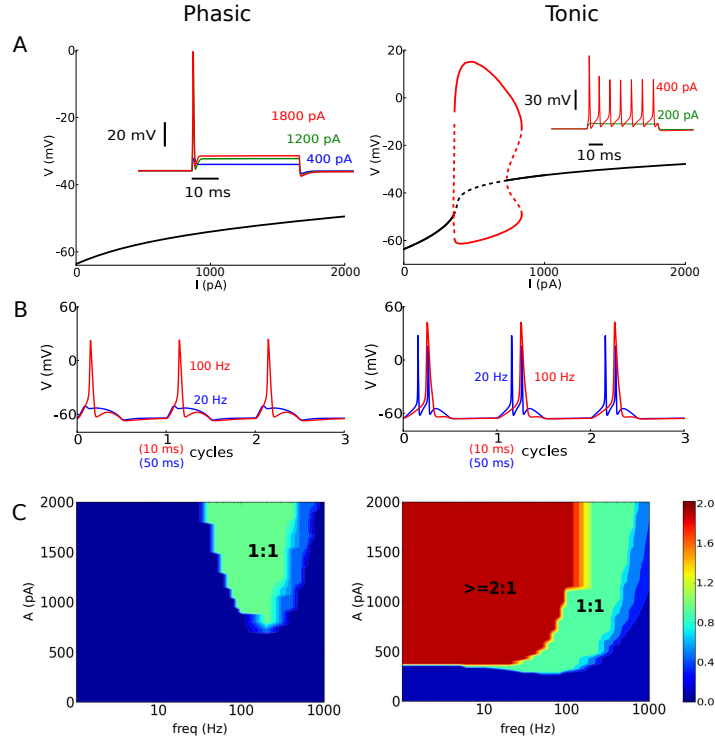 Phasic
Tonic
A
0
-20
-40
-60
V (mV)
20 mV
1800 pA
1200 pA
400 pA
10 ms
0
1000
2000
I (pA)
20
0
-20
-40
-60
V (mV)
30 mV
400 pA
200 pA
10 ms
0
1000
2000
I (pA)
B
60
0
-60
V (mV)
100 Hz
20 Hz
0
1
2
3
(10 ms)
(50 ms)
cycles
60
0
-60
V (mV)
20 Hz
100 Hz
0
1
2
3
(10 ms)
(50 ms)
cycles
C
2000
1500
1000
500
0
A (pA)
1:1
10
100
1000
freq (Hz)
2000
1500
1000
500
0
A (pA)
>=2:1
1:1
10
100
1000
freq (Hz)
2.0
1.6
1.2
0.8
0.4
0.0